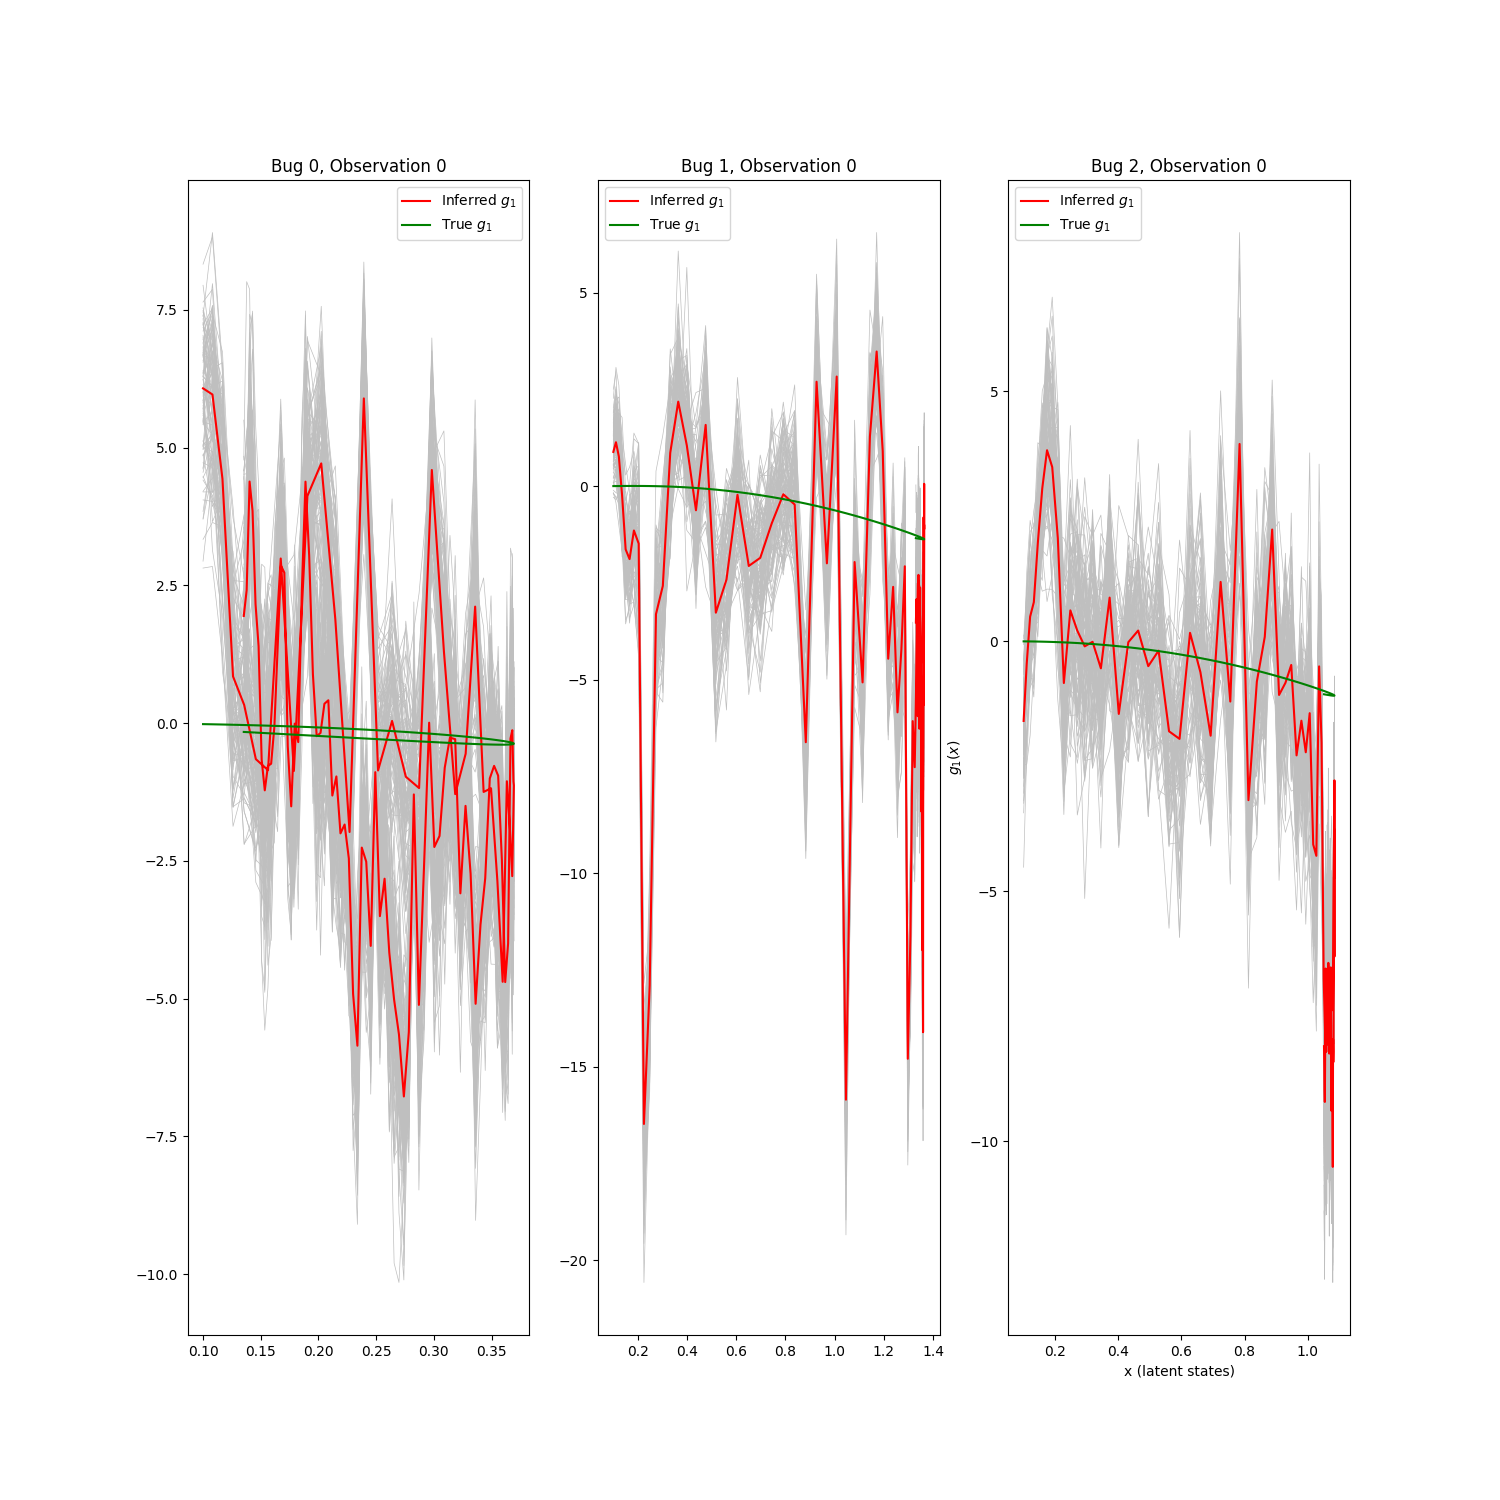 Bug 0, Observation 0
Inferred g₁
True g₁
7.5
5.0
2.5
0.0
−2.5
−5.0
−7.5
−10.0
0.10 0.15 0.20 0.25 0.30 0.35
Bug 1, Observation 0
Inferred g₁
True g₁
5
0
−5
−10
−15
−20
0.2 0.4 0.6 0.8 1.0 1.2 1.4
Bug 2, Observation 0
Inferred g₁
True g₁
g₁(x)
5
0
−5
−10
0.2 0.4 0.6 0.8 1.0
x (latent states)